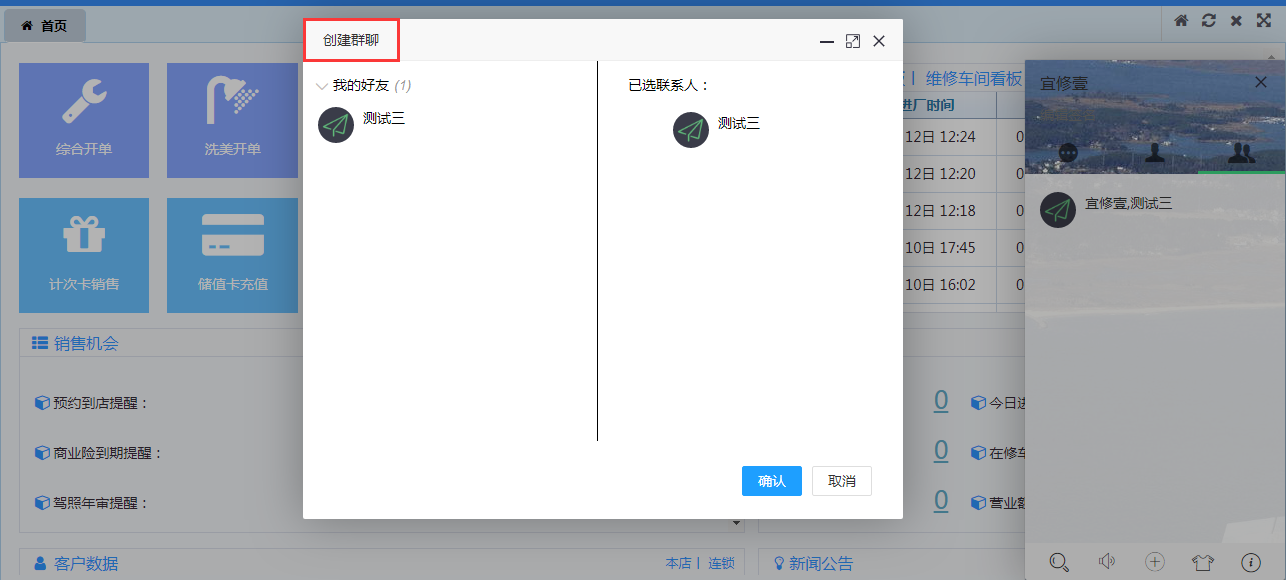 首页
创建群聊
我的好友 (1)
测试三
已选联系人：
测试三
确认
取消
综合开单
洗美开单
计次卡销售
储值卡充值
维修车间看板
进厂时间
12日 12:24
0
12日 12:20
0
12日 12:18
0
10日 17:45
0
10日 16:02
0
宜修壹
宜修壹,测试三
销售机会
预约到店提醒：
商业险到期提醒：
驾照年审提醒：
0
今日进
0
在修车
0
营业额
客户数据
本店 | 连锁
新闻公告